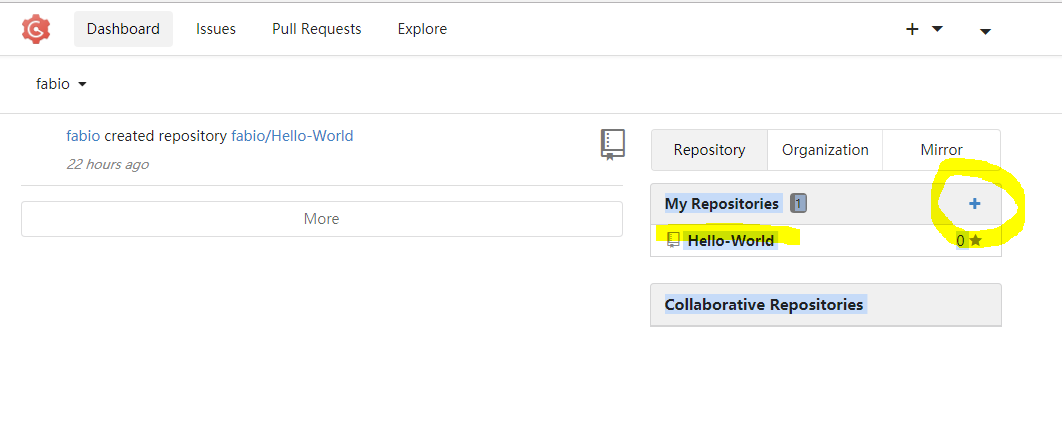 Dashboard Issues Pull Requests Explore
fabio
fabio created repository fabio/Hello-World
22 hours ago
More
Repository Organization Mirror
My Repositories 1
Hello-World 0
Collaborative Repositories